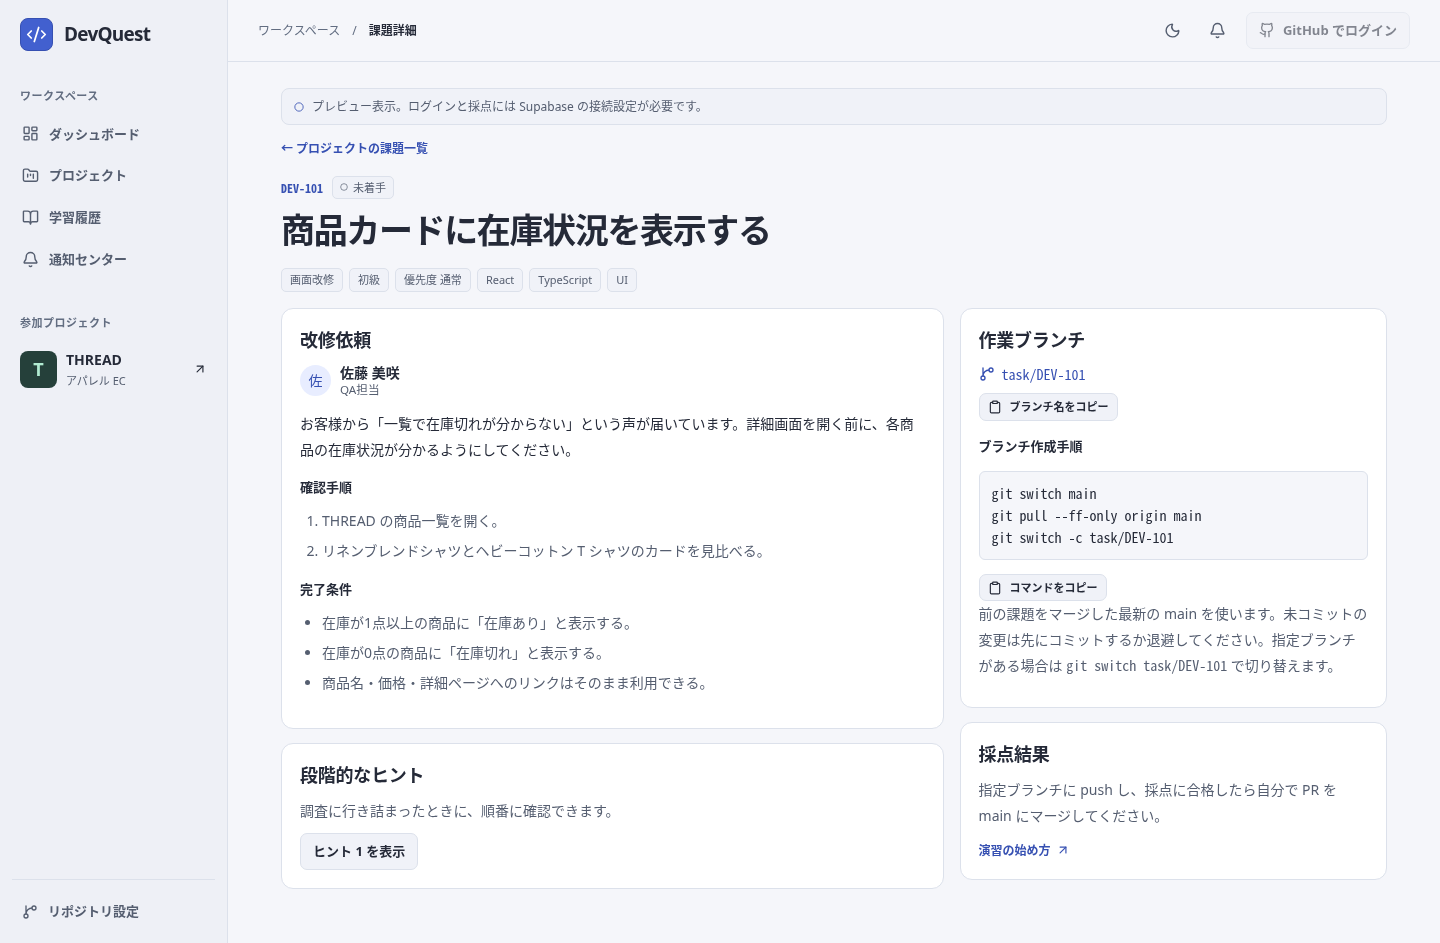 DevQuest
ワークスペース
ダッシュボード
プロジェクト
学習履歴
通知センター
参加プロジェクト
T
THREAD
アパレル EC
リポジトリ設定
ワークスペース / 課題詳細
GitHub でログイン
プレビュー表示。ログインと採点には Supabase の接続設定が必要です。
← プロジェクトの課題一覧
DEV-101 未着手
商品カードに在庫状況を表示する
画面改修 初級 優先度 通常 React TypeScript UI
改修依頼
佐
佐藤 美咲
QA担当
お客様から「一覧で在庫切れが分からない」という声が届いています。詳細画面を開く前に、各商
品の在庫状況が分かるようにしてください。
確認手順
1. THREAD の商品一覧を開く。
2. リネンブレンドシャツとヘビーコットン T シャツのカードを見比べる。
完了条件
• 在庫が1点以上の商品に「在庫あり」と表示する。
• 在庫が0点の商品に「在庫切れ」と表示する。
• 商品名・価格・詳細ページへのリンクはそのまま利用できる。
段階的なヒント
調査に行き詰まったときに、順番に確認できます。
ヒント 1 を表示
作業ブランチ
task/DEV-101
ブランチ名をコピー
ブランチ作成手順
git switch main
git pull --ff-only origin main
git switch -c task/DEV-101
コマンドをコピー
前の課題をマージした最新の main を使います。未コミットの
変更は先にコミットするか退避してください。指定ブランチ
がある場合は git switch task/DEV-101 で切り替えます。
採点結果
指定ブランチに push し、採点に合格したら自分で PR を
main にマージしてください。
演習の始め方